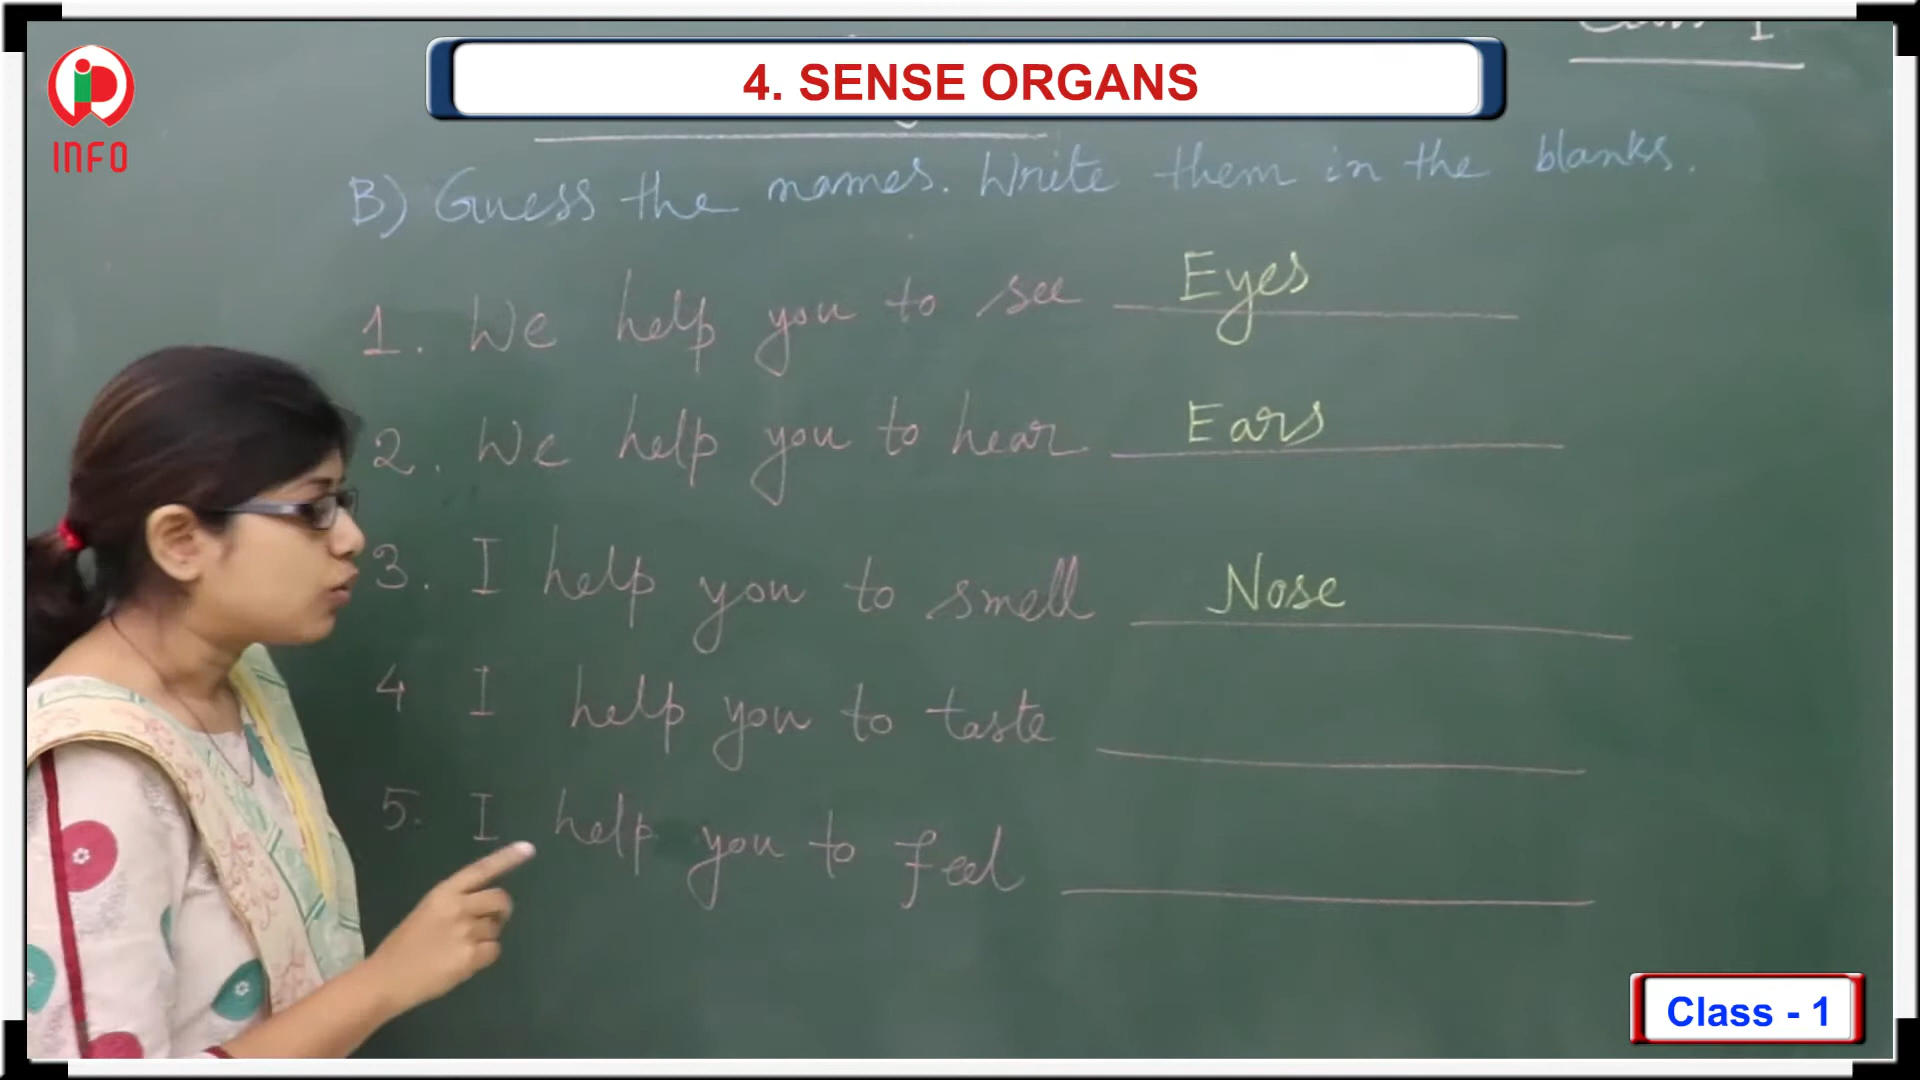 INFO
4. SENSE ORGANS
B) Guess the names. Write them in the blanks.
1. We help you to see Eyes
2. We help you to hear Ears
3. I help you to smell Nose
4 I help you to taste
5. I help you to feel
Class - 1